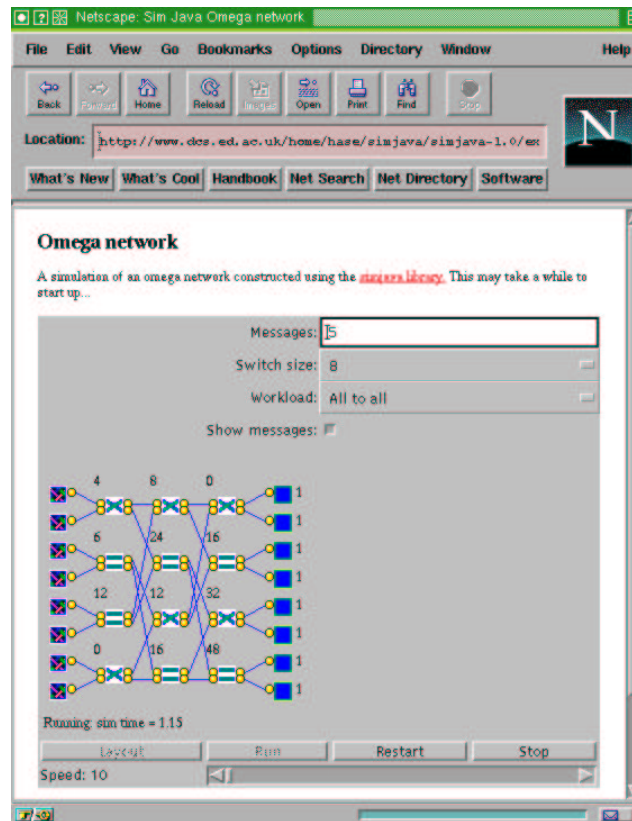 Netscape: Sim Java Omega network
File Edit View Go Bookmarks Options Directory Window Help
Back Forward Home Reload Images Open Print Find Stop
Location: http://www.dcs.ed.ac.uk/home/hase/simjava/simjava-1.0/ex
N
What's New What's Cool Handbook Net Search Net Directory Software
Omega network
A simulation of an omega network constructed using the simjava library. This may take a while to
start up...
Messages: 5
Switch size: 8
Workload: All to all
Show messages:
4 8 0
1
1
6 24 16
1
1
12 12 32
1
1
0 16 48
1
1
Running: sim time = 1.15
Layout Run Restart Stop
Speed: 10